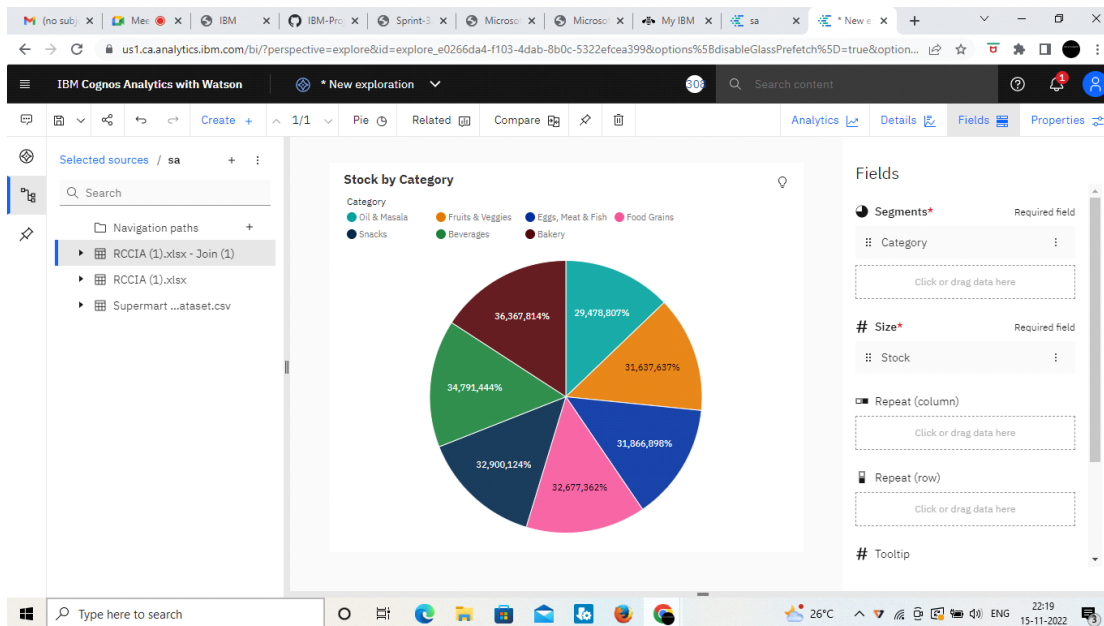 (no subj Mee IBM IBM-Pro Sprint-3 Microso Microso My IBM sa * New e
us1.ca.analytics.ibm.com/bi/?perspective=explore&id=explore_e0266da4-f103-4dab-8b0c-5322efcea399&options%5BdisableGlassPrefetch%5D=true&option...
IBM Cognos Analytics with Watson * New exploration 308 Search content 1
Create + 1/1 Pie Related Compare Analytics Details Fields Properties
Selected sources / sa
Search
Navigation paths +
RCCIA (1).xlsx - Join (1)
RCCIA (1).xlsx
Supermart ...ataset.csv
Stock by Category
Category
Oil & Masala Fruits & Veggies Eggs, Meat & Fish Food Grains
Snacks Beverages Bakery
36,367,814% 29,478,807%
31,637,637%
34,791,444%
31,866,898%
32,900,124%
32,677,362%
Fields
Segments* Required field
Category
Click or drag data here
# Size* Required field
Stock
Repeat (column)
Click or drag data here
Repeat (row)
Click or drag data here
# Tooltip
Type here to search 26°C ENG 22:19
15-11-2022 3